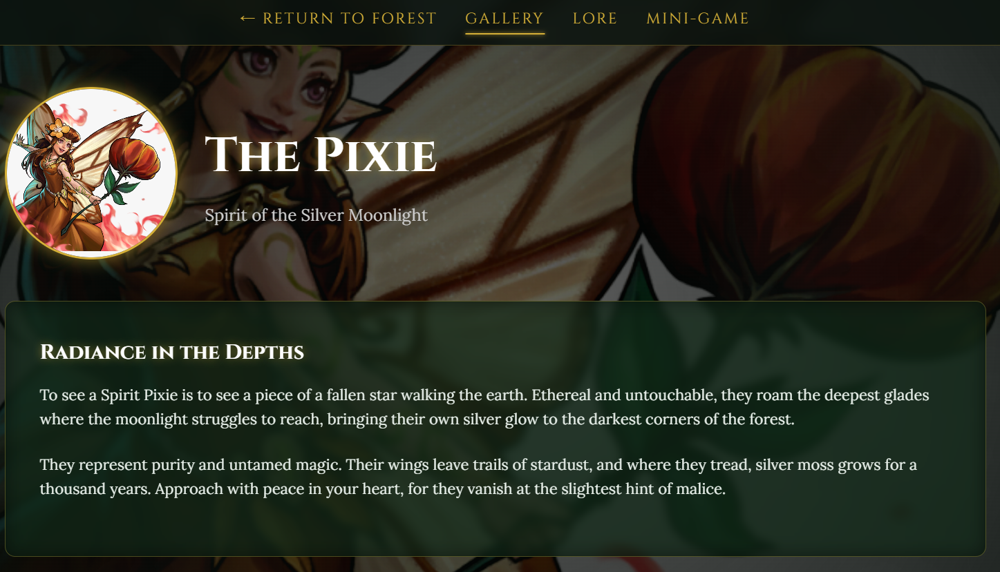 ← RETURN TO FOREST GALLERY LORE MINI-GAME
The Pixie
Spirit of the Silver Moonlight
Radiance in the Depths
To see a Spirit Pixie is to see a piece of a fallen star walking the earth. Ethereal and untouchable, they roam the deepest glades
where the moonlight struggles to reach, bringing their own silver glow to the darkest corners of the forest.
They represent purity and untamed magic. Their wings leave trails of stardust, and where they tread, silver moss grows for a
thousand years. Approach with peace in your heart, for they vanish at the slightest hint of malice.